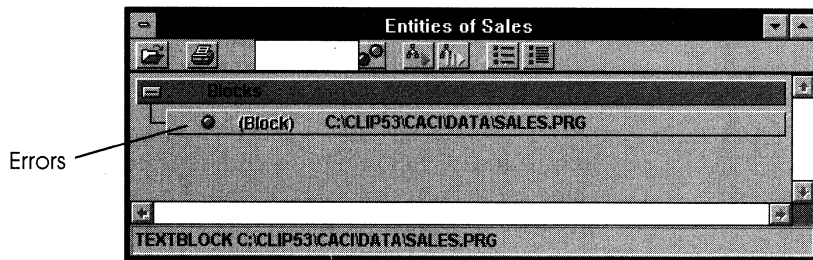 Entities of Sales
Blocks
(Block) C:\CLIP53\CACI\DATA\SALES.PRG
Errors
TEXTBLOCK C:\CLIP53\CACI\DATA\SALES.PRG